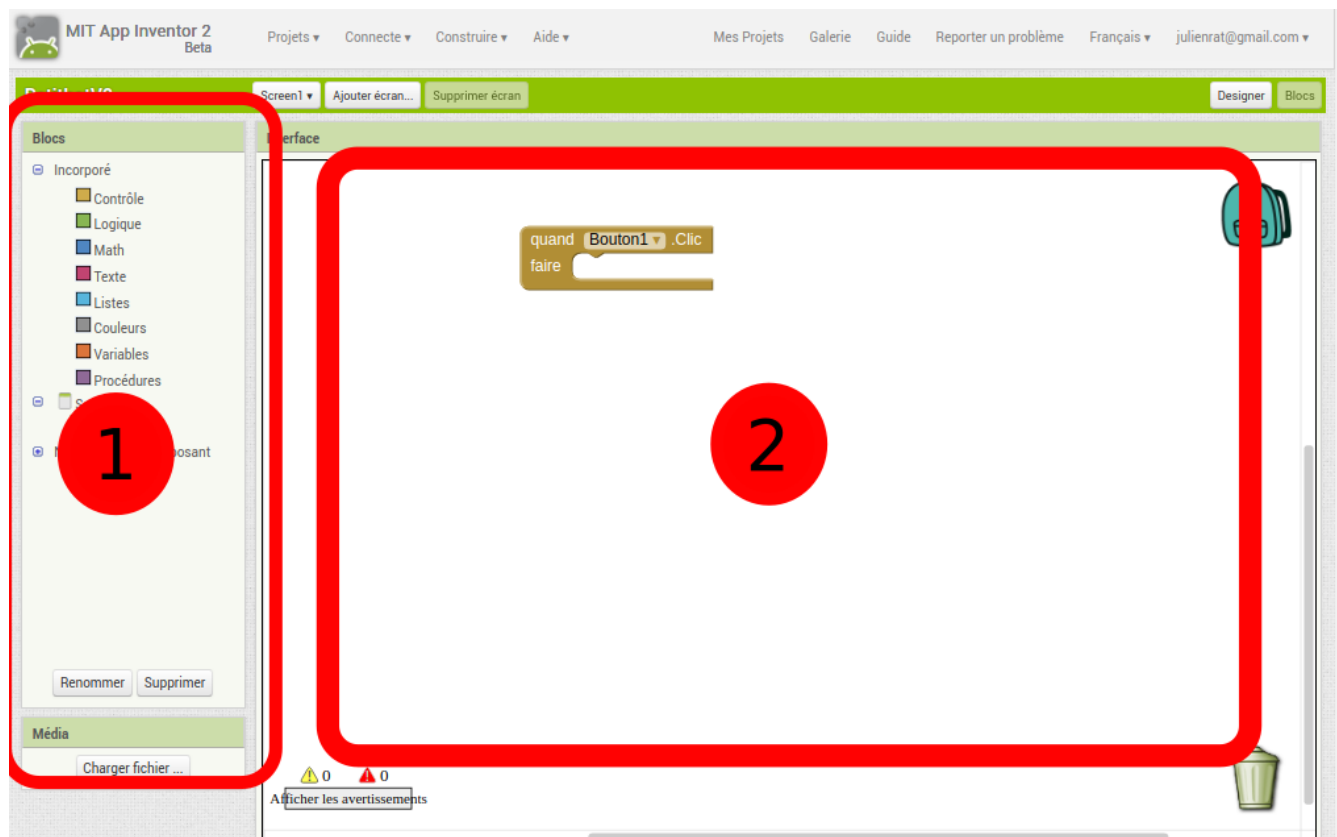 MIT App Inventor 2
Beta
Projets ▾ Connecte ▾ Construire ▾ Aide ▾ Mes Projets Galerie Guide Reporter un problème Français ▾ julienrat@gmail.com ▾
Screen1 ▾ Ajouter écran... Supprimer écran Designer Blocs
Blocs
Incorporé
Contrôle
Logique
Math
Texte
Listes
Couleurs
Variables
Procédures
1
Renommer Supprimer
Média
Charger fichier ...
quand Bouton1 ▾ .Clic
faire
2
0 0
Afficher les avertissements